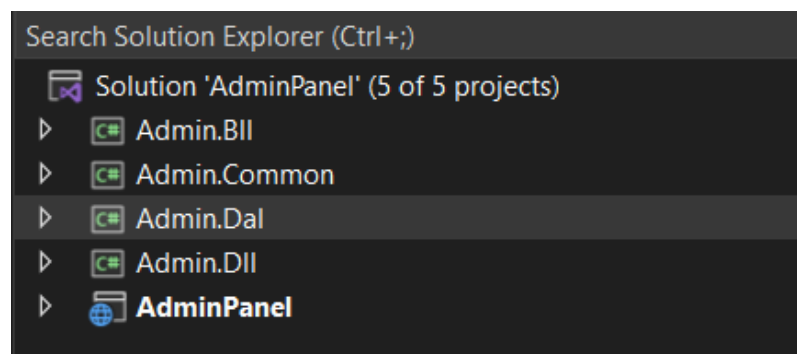 Search Solution Explorer (Ctrl+;)
Solution 'AdminPanel' (5 of 5 projects)
C# Admin.Bll
C# Admin.Common
C# Admin.Dal
C# Admin.Dll
AdminPanel